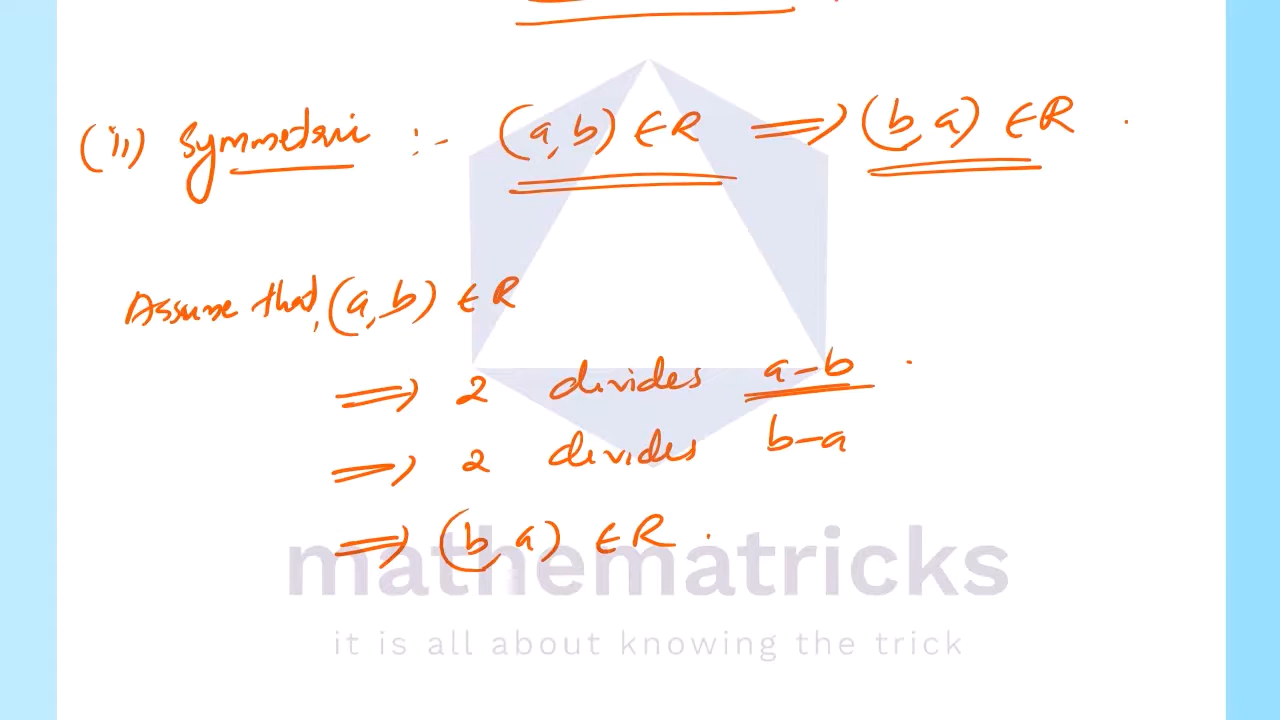 (ii) Symmetric :- (a, b) ∈ R ⟹ (b, a) ∈ R .
Assume that, (a, b) ∈ R
⟹ 2 divides a-b .
⟹ 2 divides b-a
⟹ (b, a) ∈ R .
mathematricks
it is all about knowing the trick